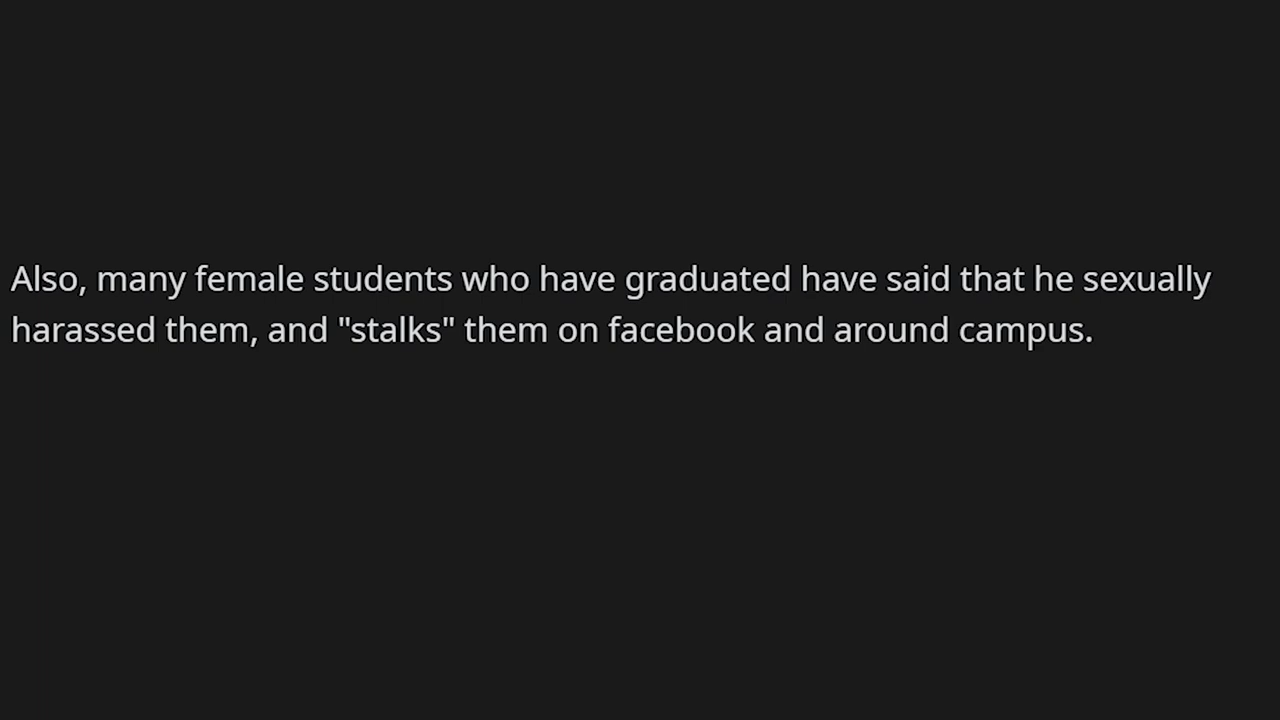 Also, many female students who have graduated have said that he sexually
harassed them, and "stalks" them on facebook and around campus.